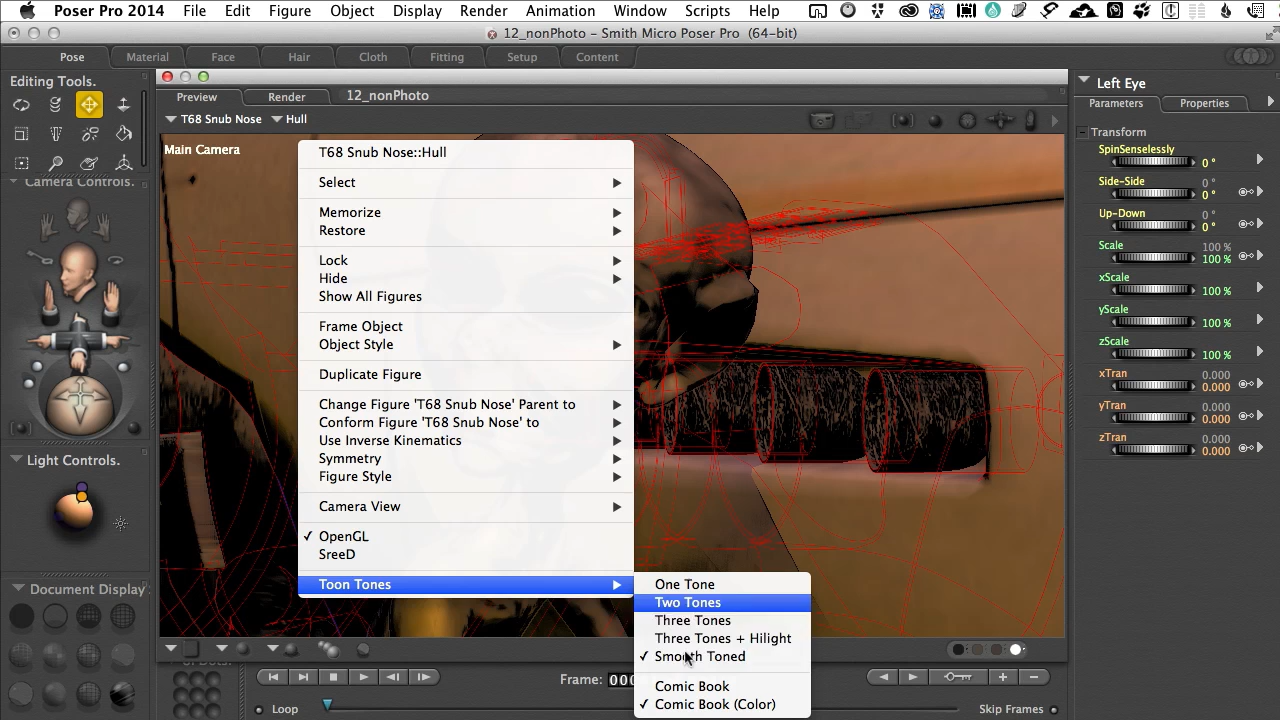 Poser Pro 2014 File Edit Figure Object Display Render Animation Window Scripts Help
12_nonPhoto – Smith Micro Poser Pro (64-bit)
Pose Material Face Hair Cloth Fitting Setup Content
Editing Tools.
Camera Controls.
Light Controls.
Document Display
Preview Render 12_nonPhoto
T68 Snub Nose Hull
Main Camera
T68 Snub Nose::Hull
Select
Memorize
Restore
Lock
Hide
Show All Figures
Frame Object
Object Style
Duplicate Figure
Change Figure 'T68 Snub Nose' Parent to
Conform Figure 'T68 Snub Nose' to
Use Inverse Kinematics
Symmetry
Figure Style
Camera View
✓ OpenGL
SreeD
Toon Tones
One Tone
Two Tones
Three Tones
Three Tones + Hilight
✓ Smooth Toned
Comic Book
✓ Comic Book (Color)
Loop
Frame:
Skip Frames
Left Eye
Parameters Properties
Transform
SpinSenselessly
0 °
Side-Side 0 °
0 °
Up-Down 0 °
0 °
Scale 100 %
100 %
xScale
100 %
yScale
100 %
zScale
100 %
xTran 0.000
0.000
yTran 0.000
0.000
zTran 0.000
0.000